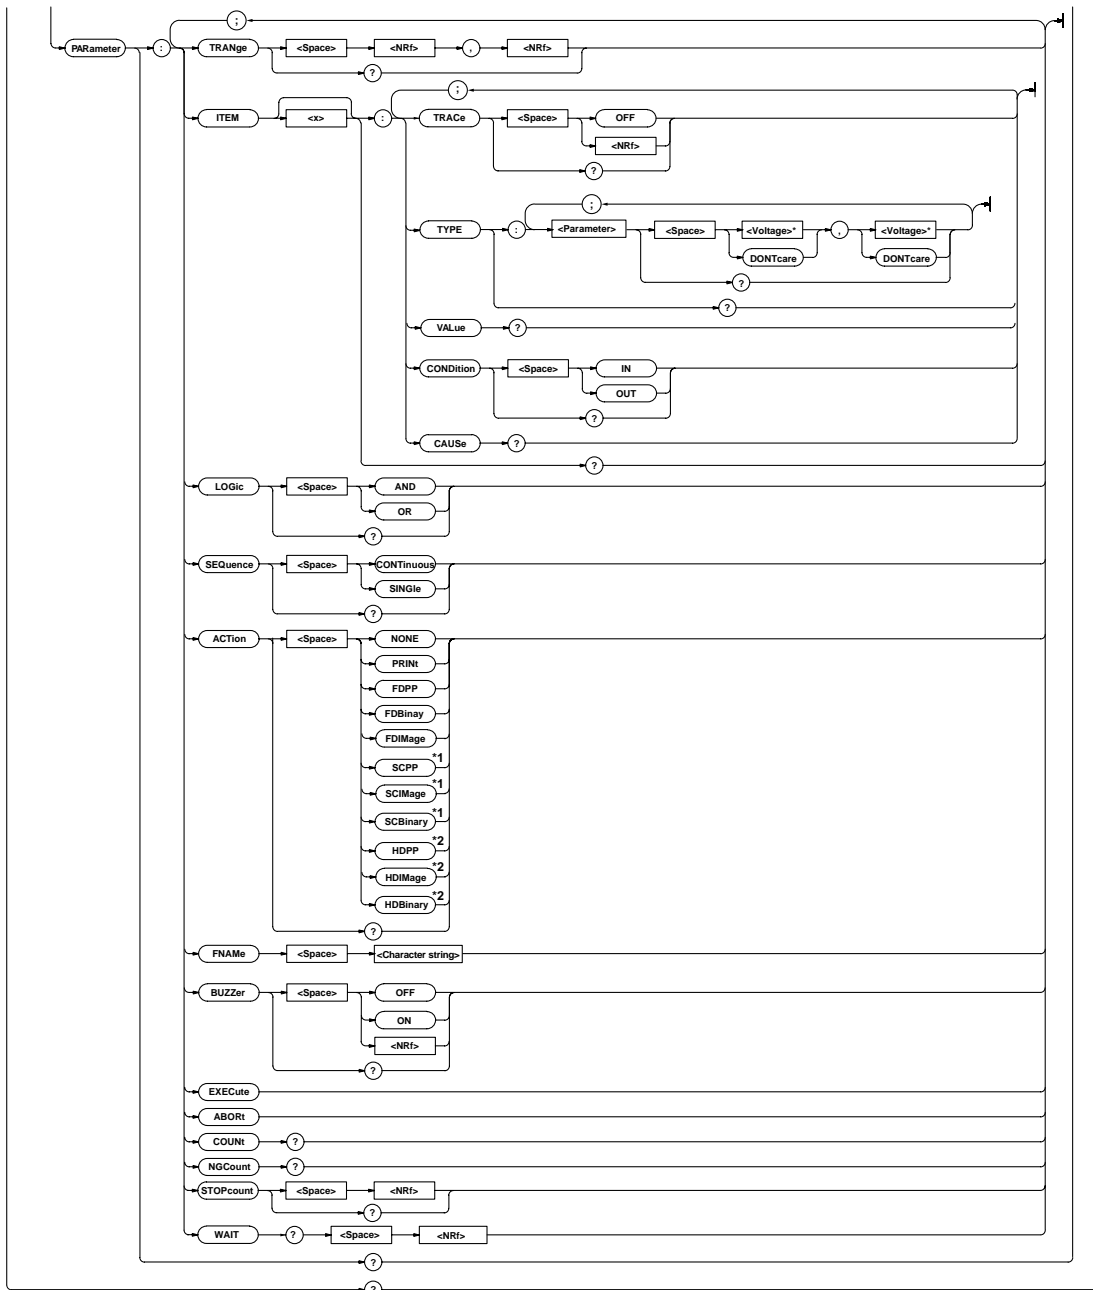 ;
PARameter : TRANge <Space> <NRf> , <NRf>
?
;
ITEM <x> : TRACe <Space> OFF
<NRf>
?
;
TYPE : <Parameter> <Space> <Voltage>* , <Voltage>*
DONTcare DONTcare
?
?
VALue ?
CONDition <Space> IN
OUT
?
CAUSe ?
?
LOGic <Space> AND
OR
?
SEQuence <Space> CONTinuous
SINGle
?
ACTion <Space> NONE
PRINt
FDPP
FDBinay
FDIMage
SCPP *1
SCIMage *1
SCBinary *1
HDPP *2
HDIMage *2
HDBinary *2
?
FNAMe <Space> <Character string>
BUZZer <Space> OFF
ON
<NRf>
?
EXECute
ABORt
COUNt ?
NGCount ?
STOPcount <Space> <NRf>
?
WAIT ? <Space> <NRf>
?
?